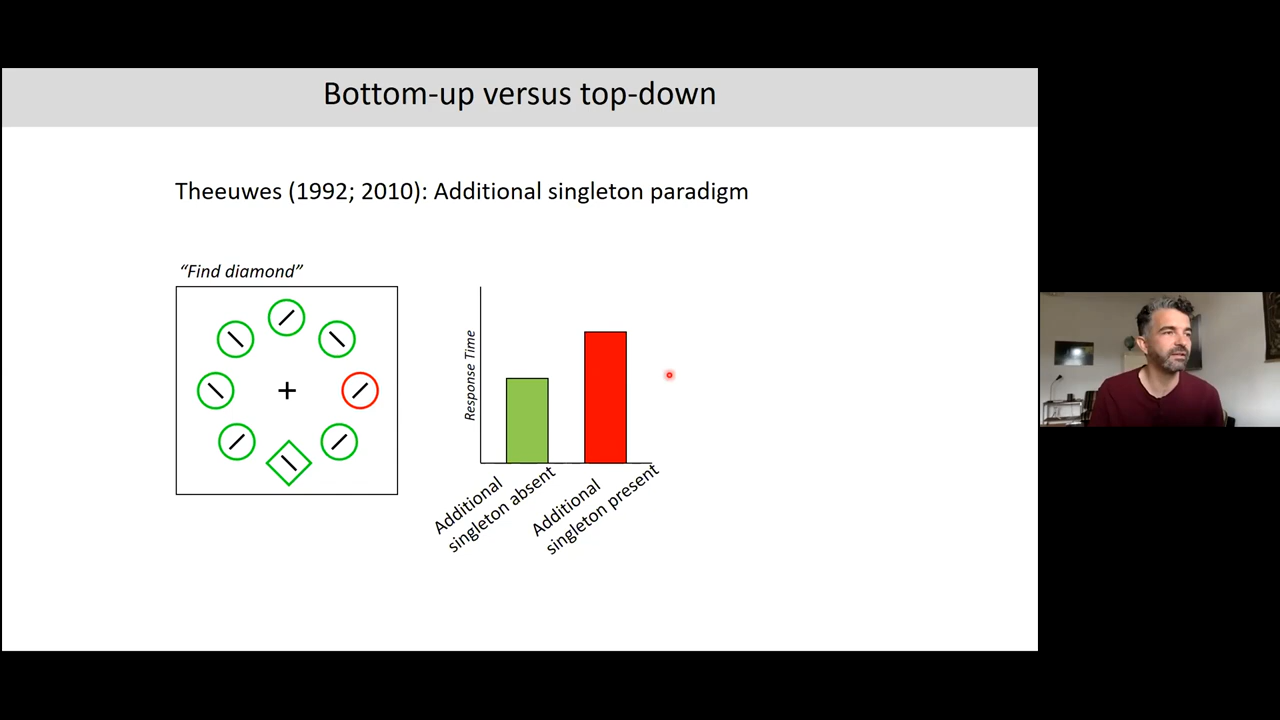 Bottom-up versus top-down
Theeuwes (1992; 2010): Additional singleton paradigm
“Find diamond”
Response Time
Additional
singleton absent
Additional
singleton present